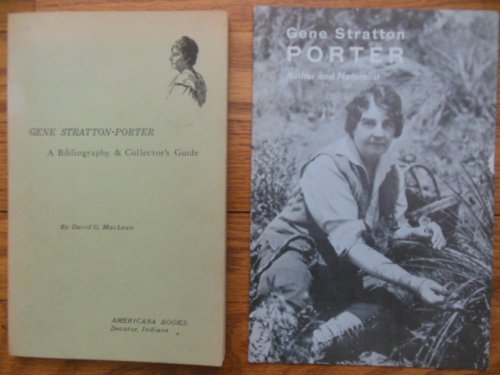 GENE STRATTON-PORTER
A Bibliography & Collector's Guide
By David G. MacLean
AMERICANA BOOKS
Decatur, Indiana
Gene Stratton
PORTER
Author and Naturalist